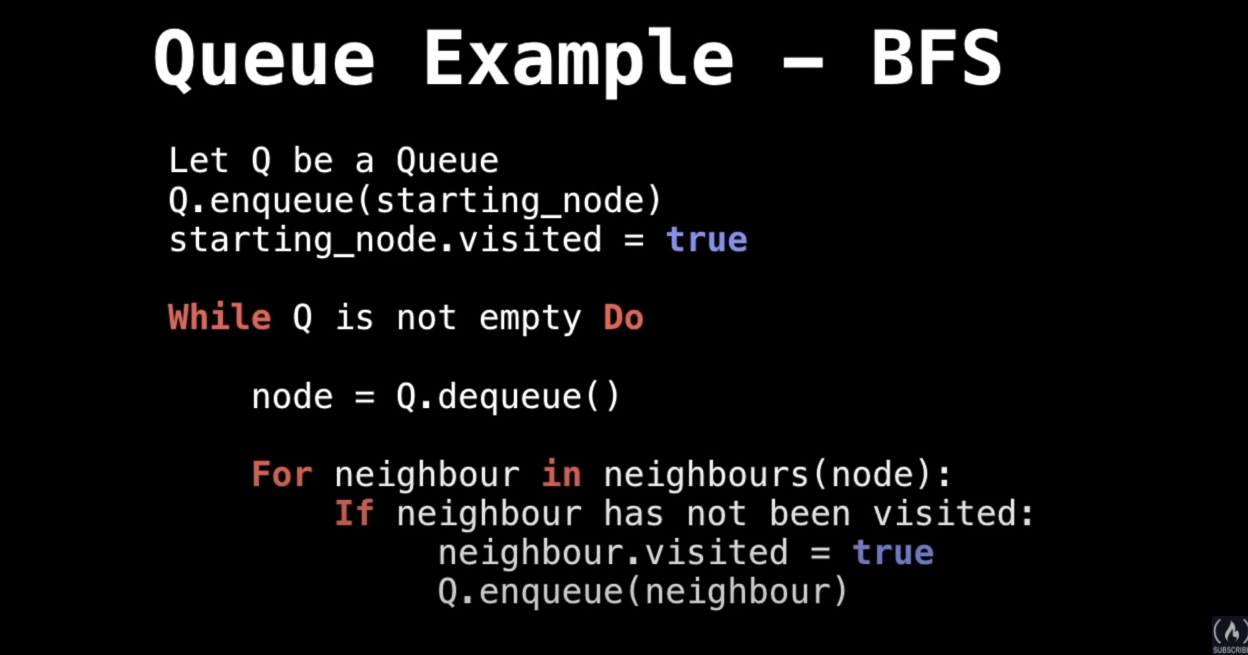 Queue Example – BFS
Let Q be a Queue
Q.enqueue(starting_node)
starting_node.visited = true
While Q is not empty Do
node = Q.dequeue()
For neighbour in neighbours(node):
If neighbour has not been visited:
neighbour.visited = true
Q.enqueue(neighbour)
SUBSCRIBE